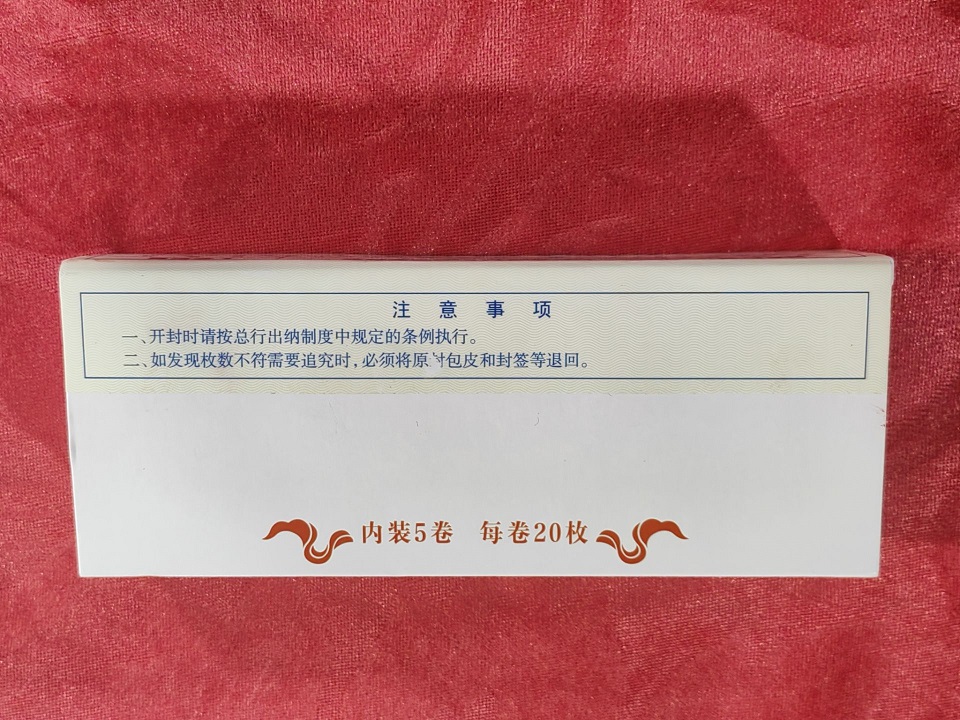 注意事项
一、开封时请按总行出纳制度中规定的条例执行。
二、如发现枚数不符需要追究时,必须将原封包皮和封签等退回。
内装5卷 每卷20枚